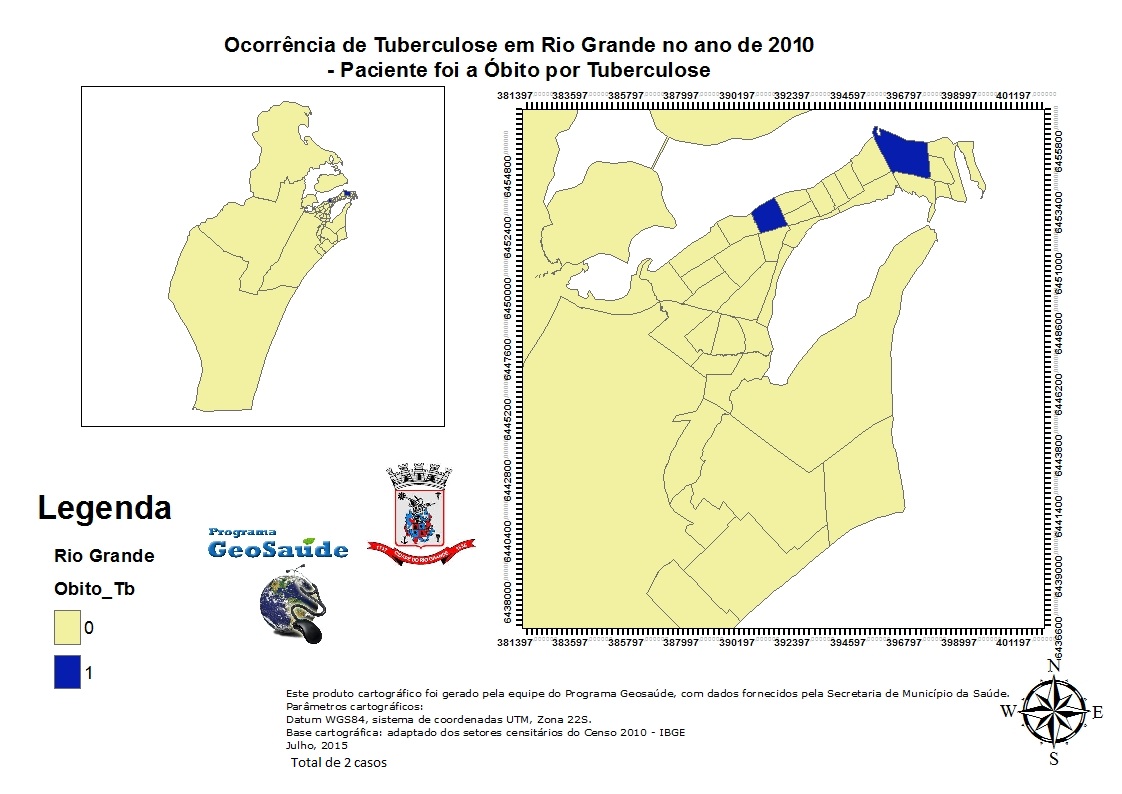 Ocorrência de Tuberculose em Rio Grande no ano de 2010
- Paciente foi a Óbito por Tuberculose
381397 383597 385797 387997 390197 392397 394597 396797 398997 401197
6454800
6452400
6450000
6447600
6445200
6442800
6440400
6438000
6455800
6453400
6451000
6448600
6446200
6443800
6441400
6439000
6436600
381397 383597 385797 387997 390197 392397 394597 396797 398997 401197
Legenda
Rio Grande
Obito_Tb
0
1
Programa
GeoSaúde
CIDADE DO RIO GRANDE
N
W E
S
Este produto cartográfico foi gerado pela equipe do Programa Geosaúde, com dados fornecidos pela Secretaria de Município da Saúde.
Parâmetros cartográficos:
Datum WGS84, sistema de coordenadas UTM, Zona 22S.
Base cartográfica: adaptado dos setores censitários do Censo 2010 - IBGE
Julho, 2015
Total de 2 casos